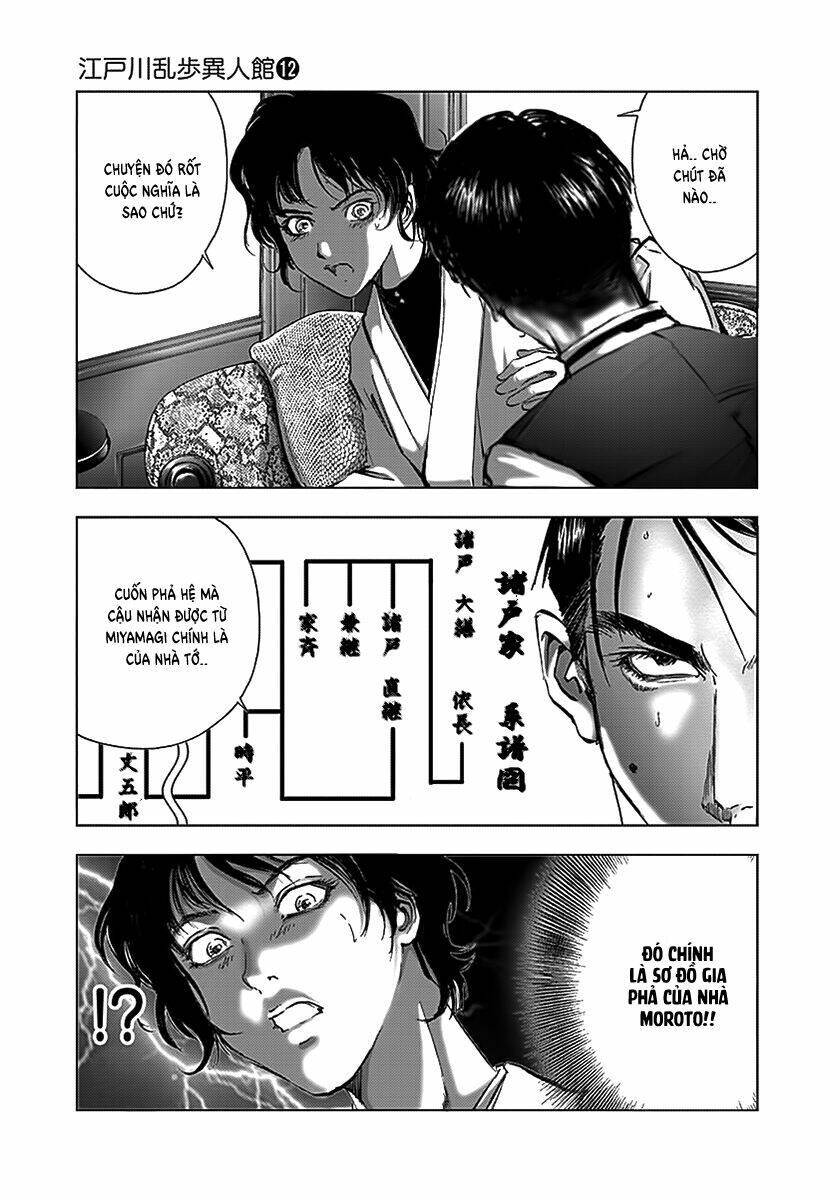 江戸川乱歩異人館⓬
HẢ.. CHỜ
CHÚT ĐÃ
NÀO..
CHUYỆN ĐÓ RỐT
CUỘC NGHĨA LÀ
SAO CHỨ?
諸戸家 系譜図
諸戸 大膳
依長
諸戸 直継
兼継
家斉
時平
丈五郎
CUỐN PHẢ HỆ MÀ
CẬU NHẬN ĐƯỢC TỪ
MIYAMAGI CHÍNH LÀ
CỦA NHÀ TỚ..
ĐÓ CHÍNH
LÀ SƠ ĐỒ GIA
PHẢ CỦA NHÀ
MOROTO!!
!?